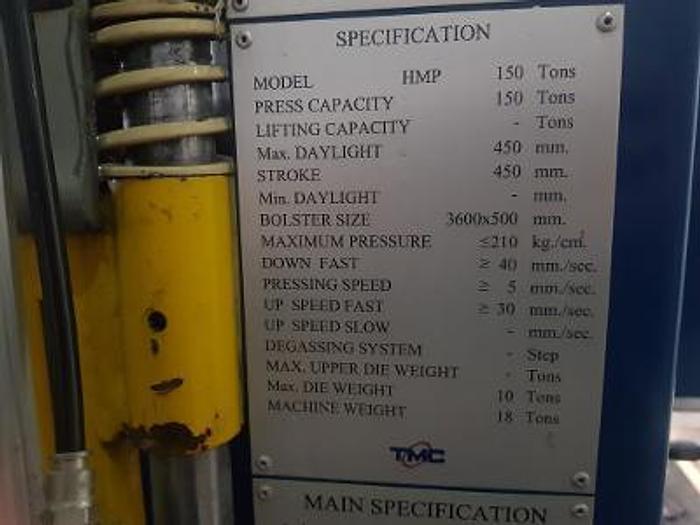 SPECIFICATION
MODEL HMP 150 Tons
PRESS CAPACITY 150 Tons
LIFTING CAPACITY - Tons
Max. DAYLIGHT 450 mm.
STROKE 450 mm.
Min. DAYLIGHT - mm.
BOLSTER SIZE 3600x500 mm.
MAXIMUM PRESSURE ≤210 kg./cm².
DOWN FAST ≥ 40 mm./sec.
PRESSING SPEED ≥ 5 mm./sec.
UP SPEED FAST ≥ 30 mm./sec.
UP SPEED SLOW - mm./sec.
DEGASSING SYSTEM - Step
MAX. UPPER DIE WEIGHT - Tons
Max. DIE WEIGHT 10 Tons
MACHINE WEIGHT 18 Tons
TMC
MAIN SPECIFICATION